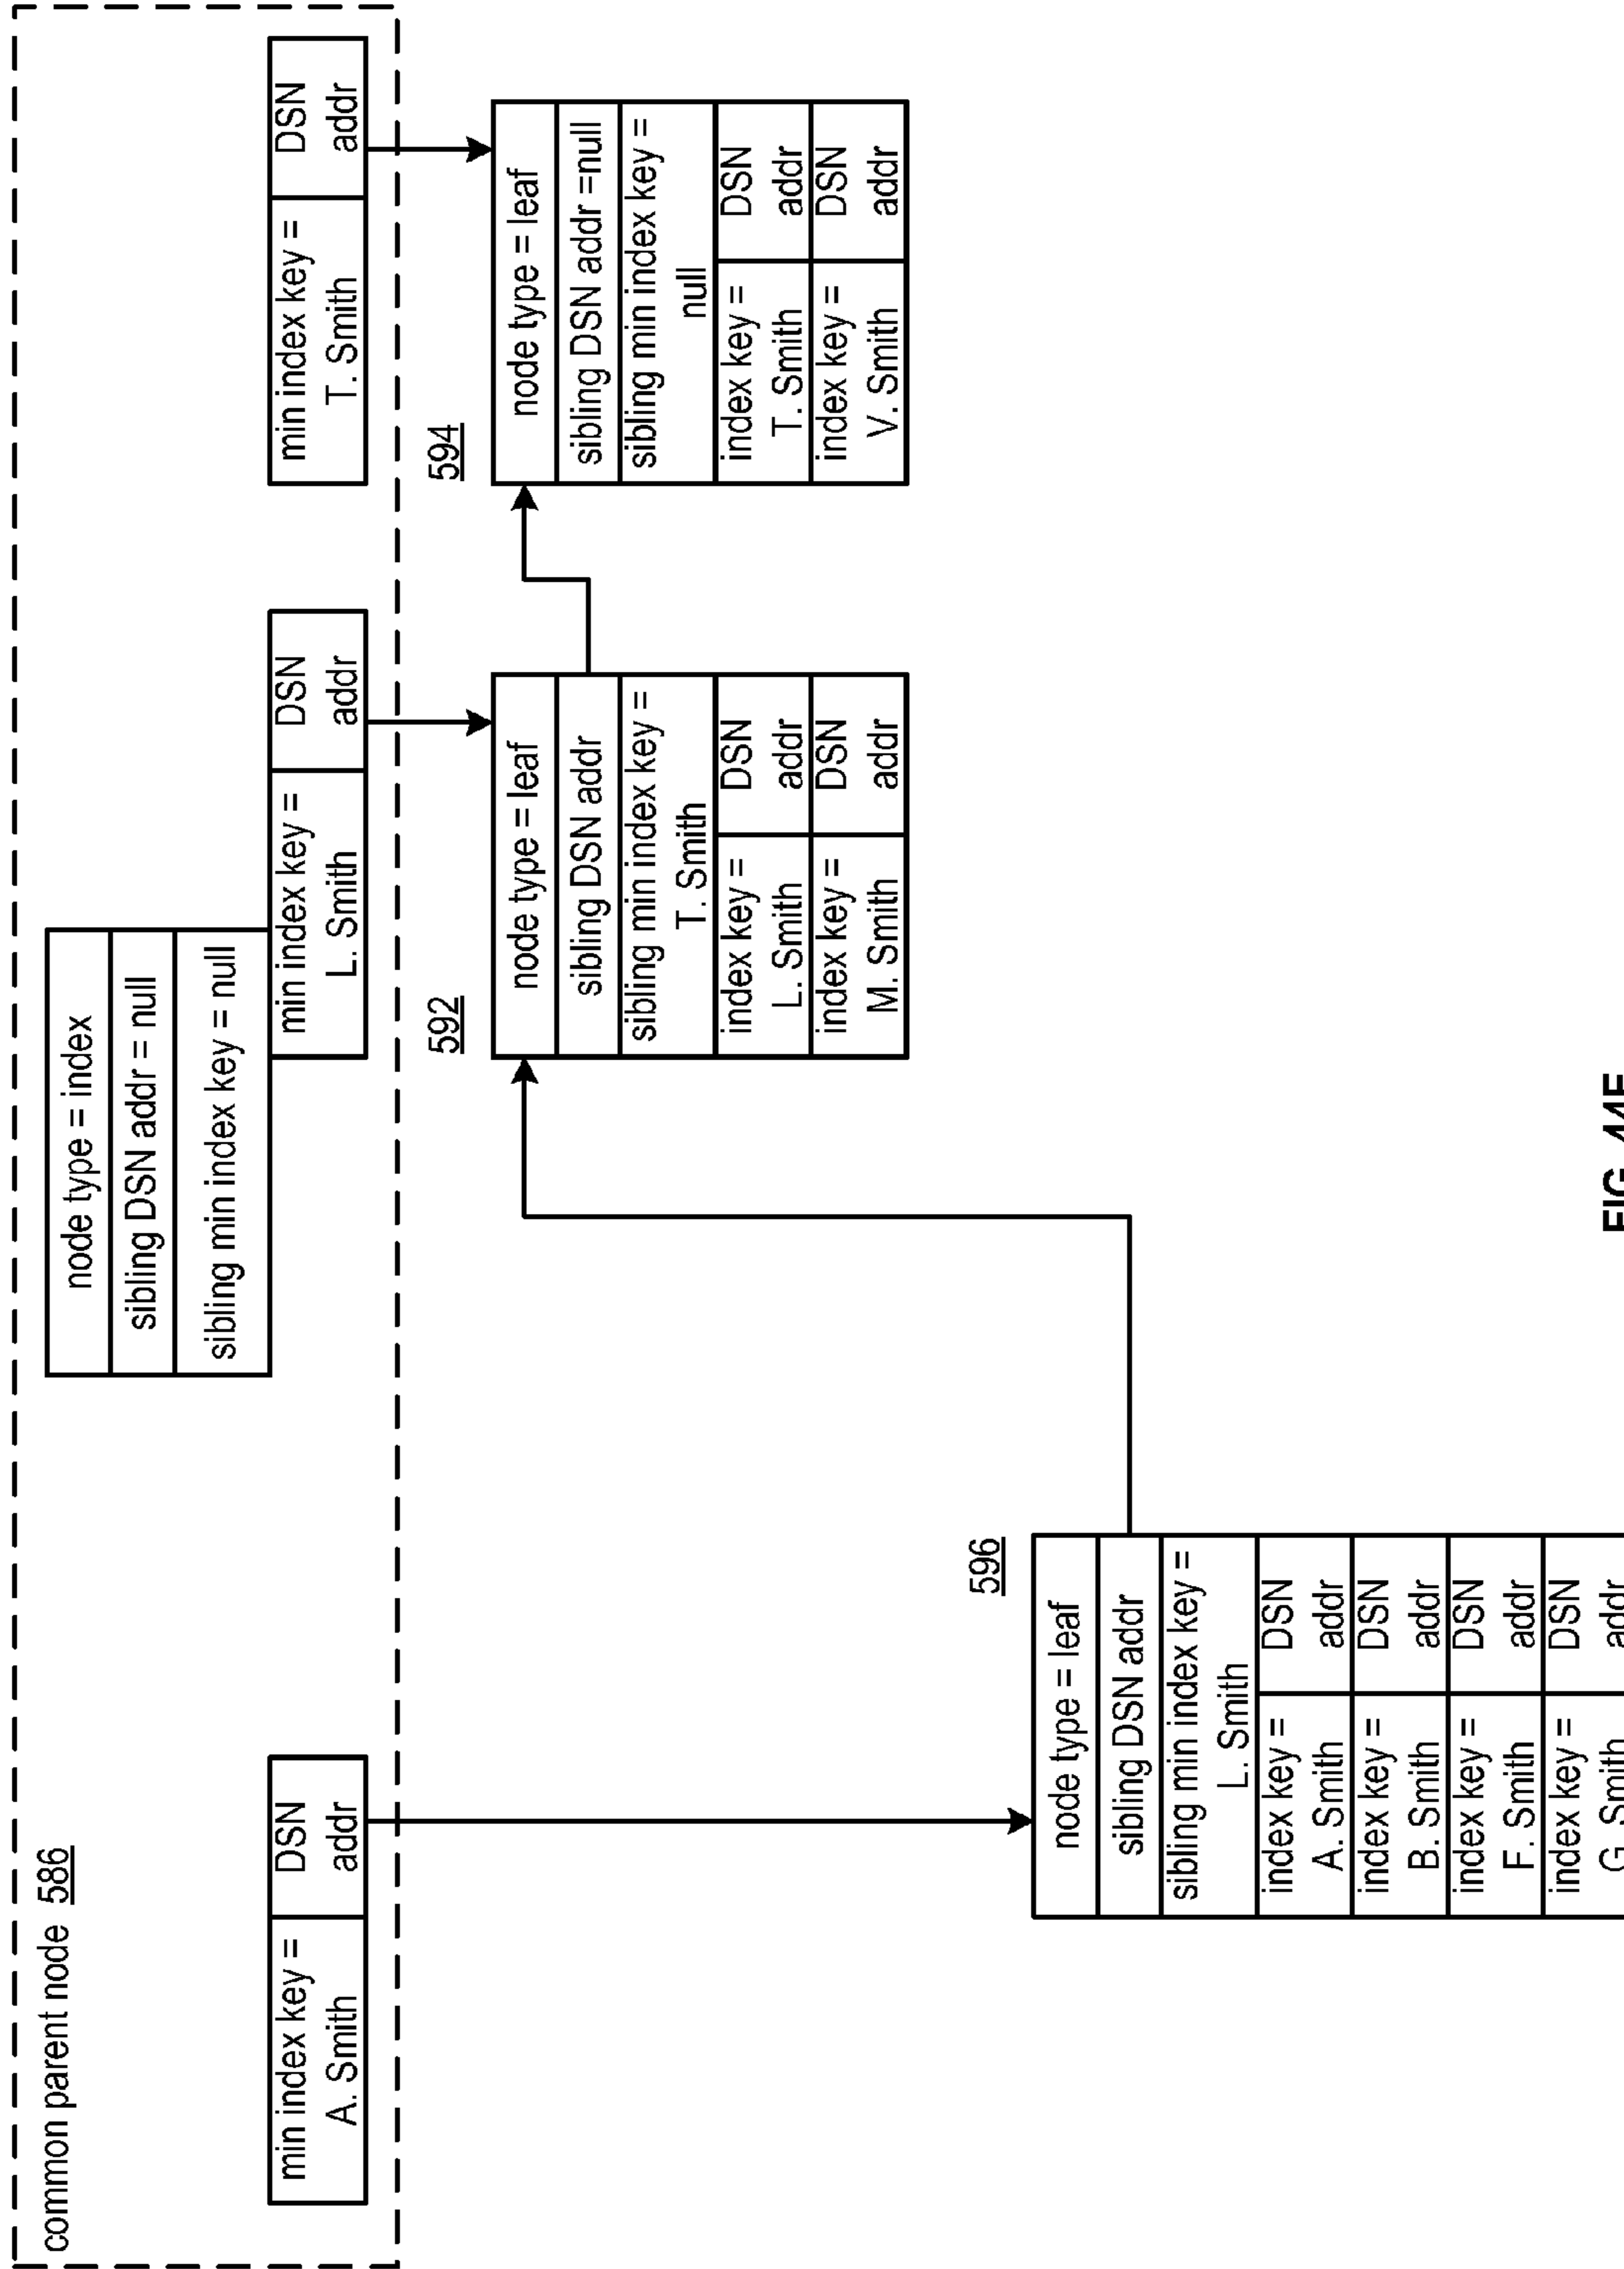 common parent node 586
node type = index
sibling DSN addr = null
sibling min index key = null
min index key =
A. Smith
DSN
addr
min index key =
L. Smith
DSN
addr
min index key =
T. Smith
DSN
addr
592
node type = leaf
sibling DSN addr
sibling min index key =
T. Smith
index key =
L. Smith
DSN
addr
index key =
M. Smith
DSN
addr
594
node type = leaf
sibling DSN addr =null
sibling min index key =
null
index key =
T. Smith
DSN
addr
index key =
V. Smith
DSN
addr
596
node type = leaf
sibling DSN addr
sibling min index key =
L. Smith
index key =
A. Smith
DSN
addr
index key =
B. Smith
DSN
addr
index key =
F. Smith
DSN
addr
index key =
G. Smith
DSN
addr
FIG.